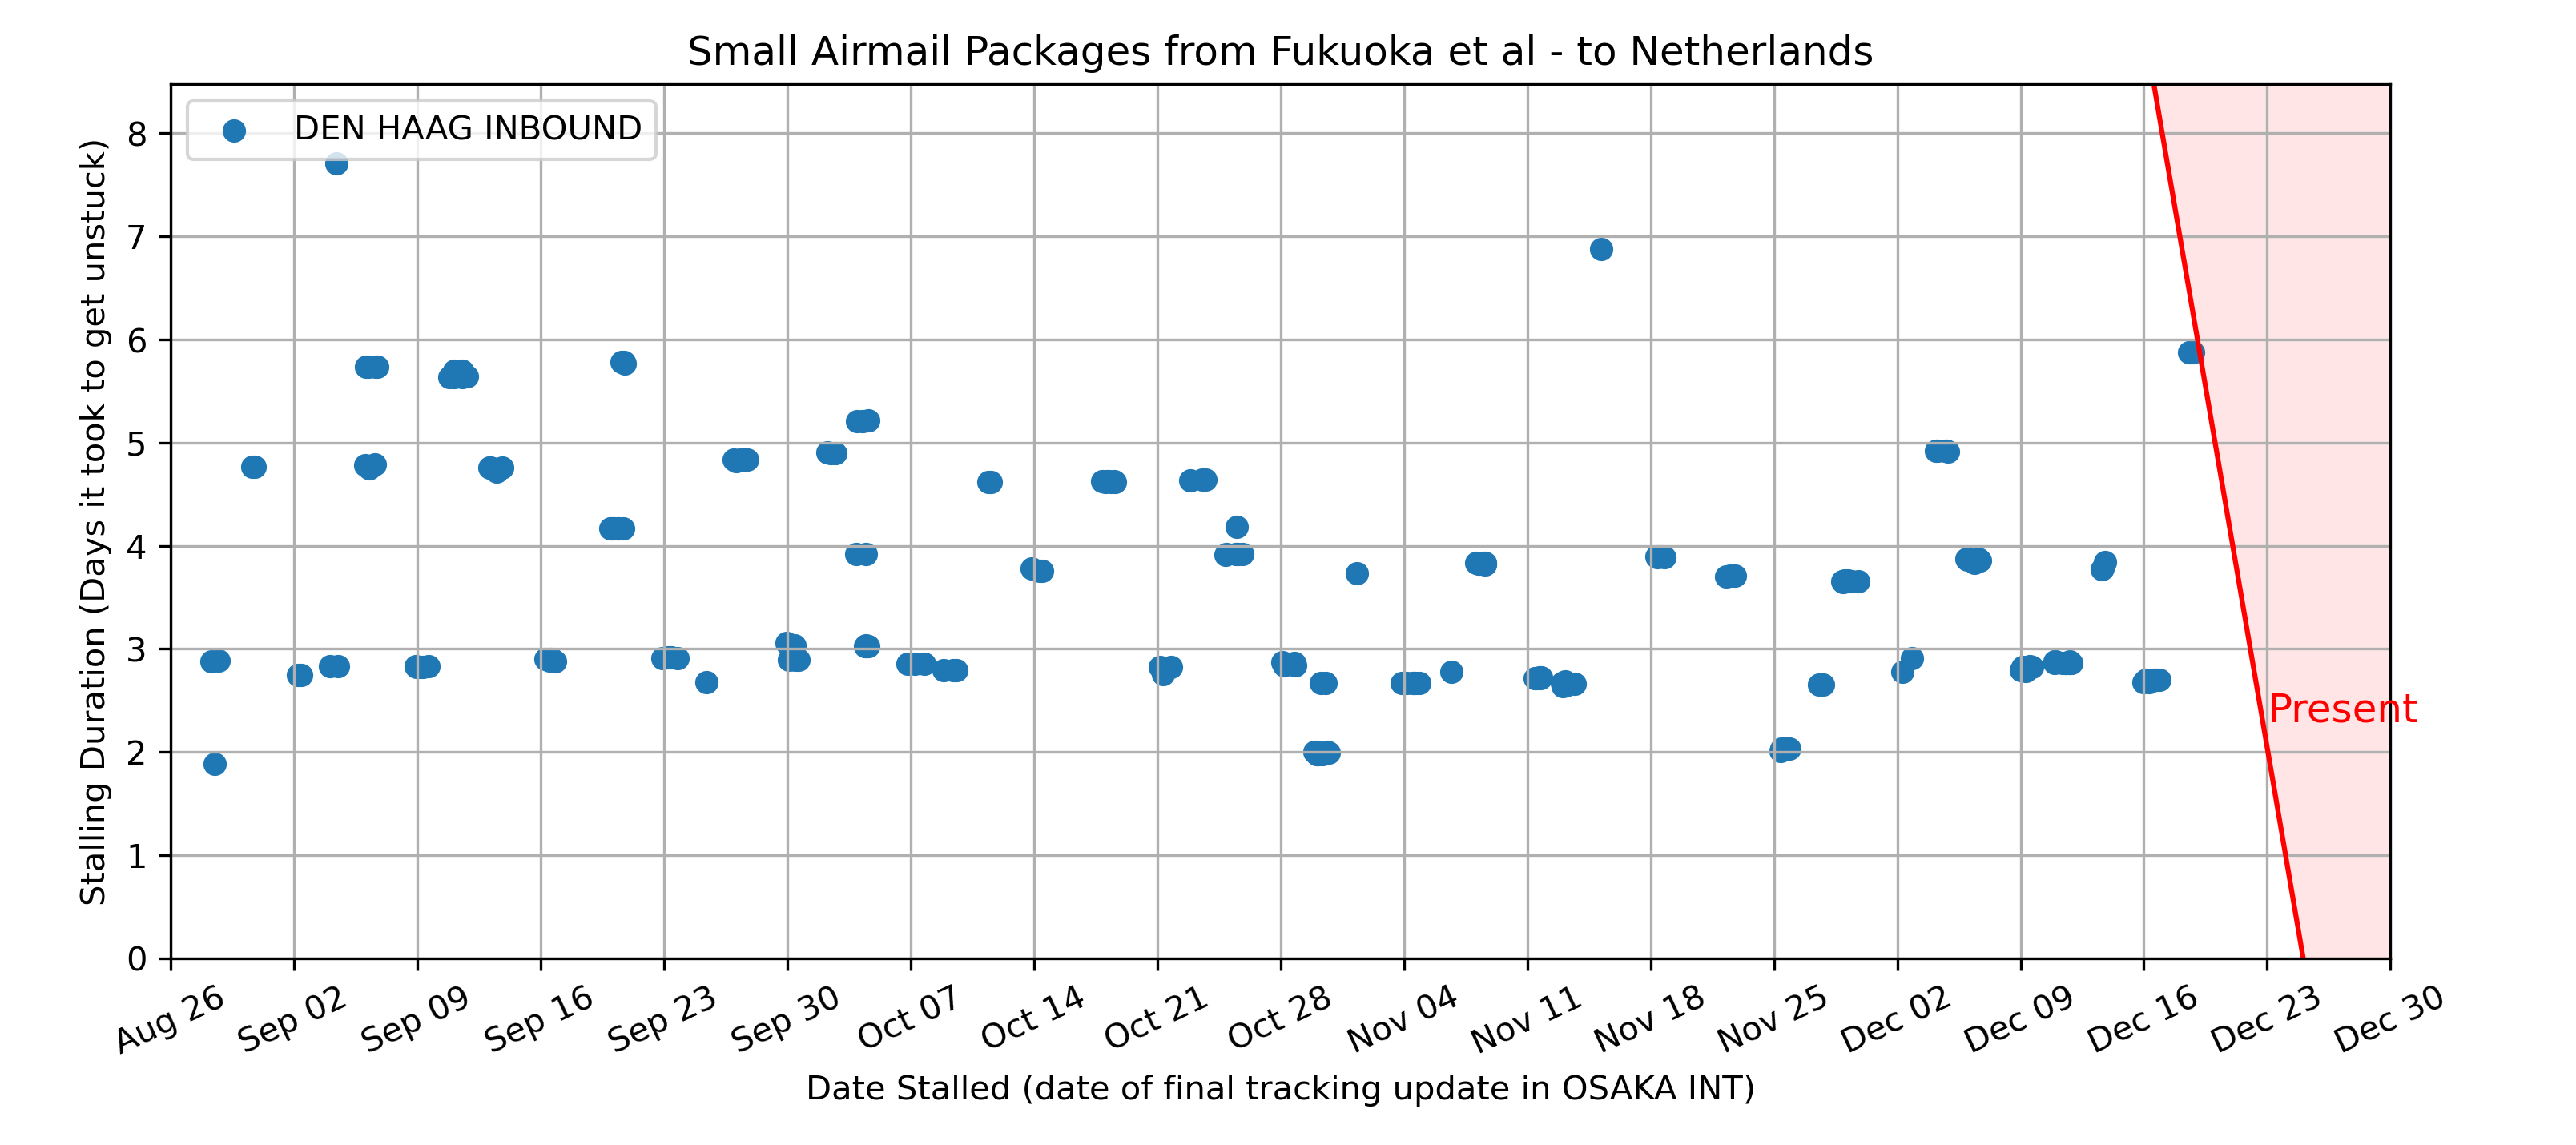 Small Airmail Packages from Fukuoka et al - to Netherlands
DEN HAAG INBOUND
Stalling Duration (Days it took to get unstuck)
8
7
6
5
4
3
2
1
0
Present
Aug 26
Sep 02
Sep 09
Sep 16
Sep 23
Sep 30
Oct 07
Oct 14
Oct 21
Oct 28
Nov 04
Nov 11
Nov 18
Nov 25
Dec 02
Dec 09
Dec 16
Dec 23
Dec 30
Date Stalled (date of final tracking update in OSAKA INT)